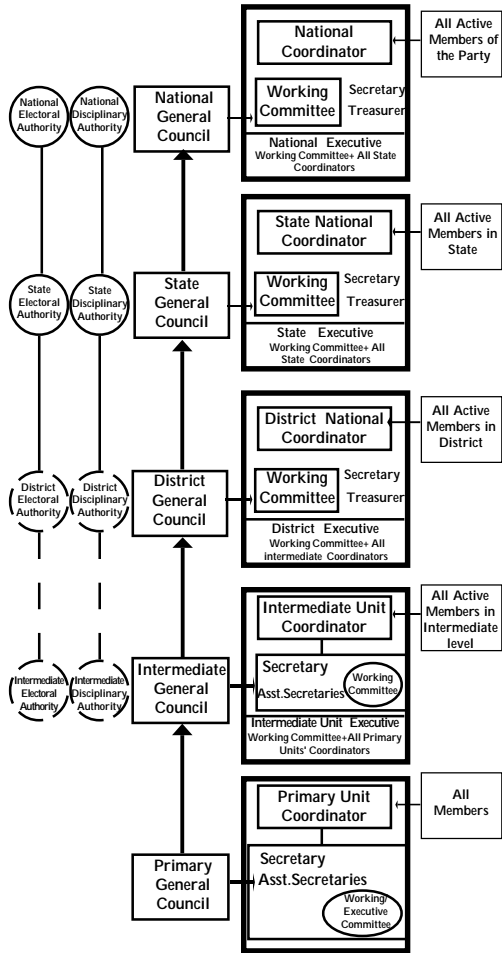 National
Coordinator
All Active
Members of
the Party
National
Electoral
Authority
National
Disciplinary
Authority
National
General
Council
Working
Committee
Secretary
Treasurer
National Executive
Working Committee+ All State
Coordinators
State National
Coordinator
All Active
Members in
State
State
Electoral
Authority
State
Disciplinary
Authority
State
General
Council
Working
Committee
Secretary
Treasurer
State Executive
Working Committee+ All
State Coordinators
District National
Coordinator
All Active
Members in
District
District
Electoral
Authority
District
Disciplinary
Authority
District
General
Council
Working
Committee
Secretary
Treasurer
District Executive
Working Committee+ All
intermediate Coordinators
Intermediate Unit
Coordinator
All Active
Members in
Intermediate
level
Intermediate
Electoral
Authority
Intermediate
Disciplinary
Authority
Intermediate
General
Council
Secretary
Asst.Secretaries
Working
Committee
Intermediate Unit Executive
Working Committee+All Primary
Units' Coordinators
Primary Unit
Coordinator
All
Members
Primary
General
Council
Secretary
Asst.Secretaries
Working/
Executive
Committee